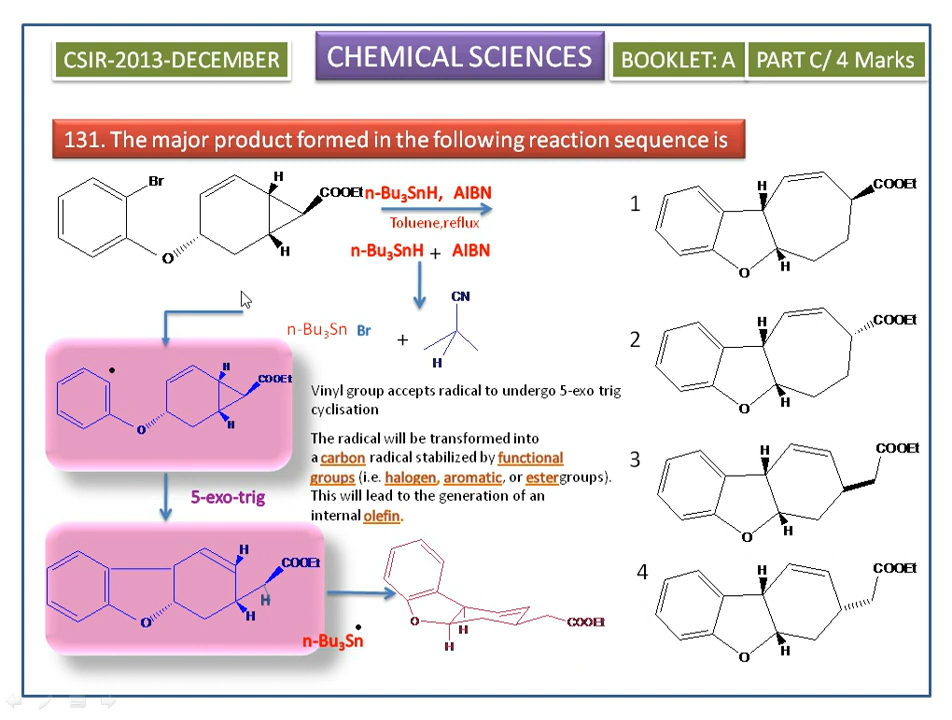 CSIR-2013-DECEMBER
CHEMICAL SCIENCES
BOOKLET: A
PART C/ 4 Marks
131. The major product formed in the following reaction sequence is
Br
H
COOEt
O
H
n-Bu₃SnH, AIBN
Toluene,reflux
n-Bu₃SnH + AIBN
n-Bu₃Sn Br
+
CN
H
H
COOEt
O
H
Vinyl group accepts radical to undergo 5-exo trig
cyclisation
The radical will be transformed into
a carbon radical stabilized by functional
groups (i.e. halogen, aromatic, or estergroups).
This will lead to the generation of an
internal olefin.
5-exo-trig
H
COOEt
H
O
H
n-Bu₃Sn
O
H
H
COOEt
1
H
COOEt
O
H
2
H
COOEt
O
H
3
H
COOEt
O
H
4
H
COOEt
O
H